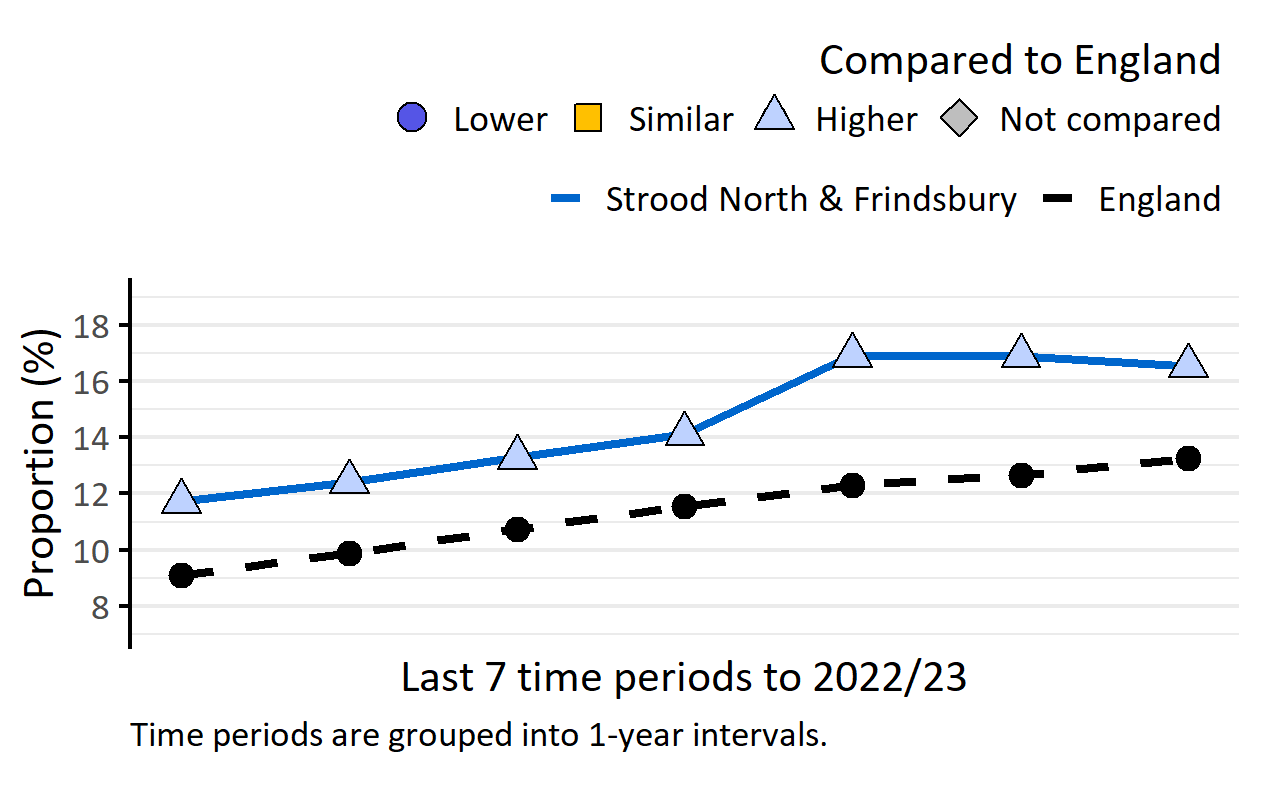 Compared to England
Lower Similar Higher Not compared
Strood North & Frindsbury England
Proportion (%)
18
16
14
12
10
8
Last 7 time periods to 2022/23
Time periods are grouped into 1-year intervals.